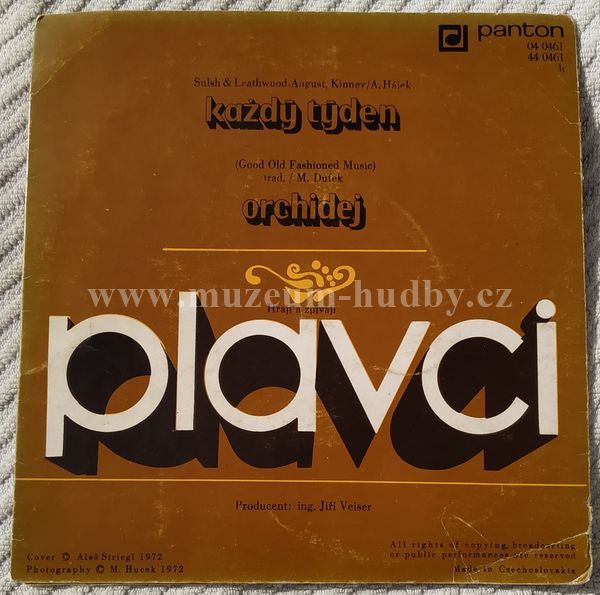 panton
04 0461
44 0461
h
Sulsh & Leathwood-August, Kinney/A. Hálek
každý týden
(Good Old Fashioned Music)
trad. / M. Dufek
orchidej
www.muzeum-hudby.cz
Hrají a zpívají
plavci
Producent: ing. Jiří Veiser
All rights of copying, broadcasting
or public performances are reserved
Made in Czechoslovakia
Cover © Aleš Striegl 1972
Photography © M. Hucek 1972